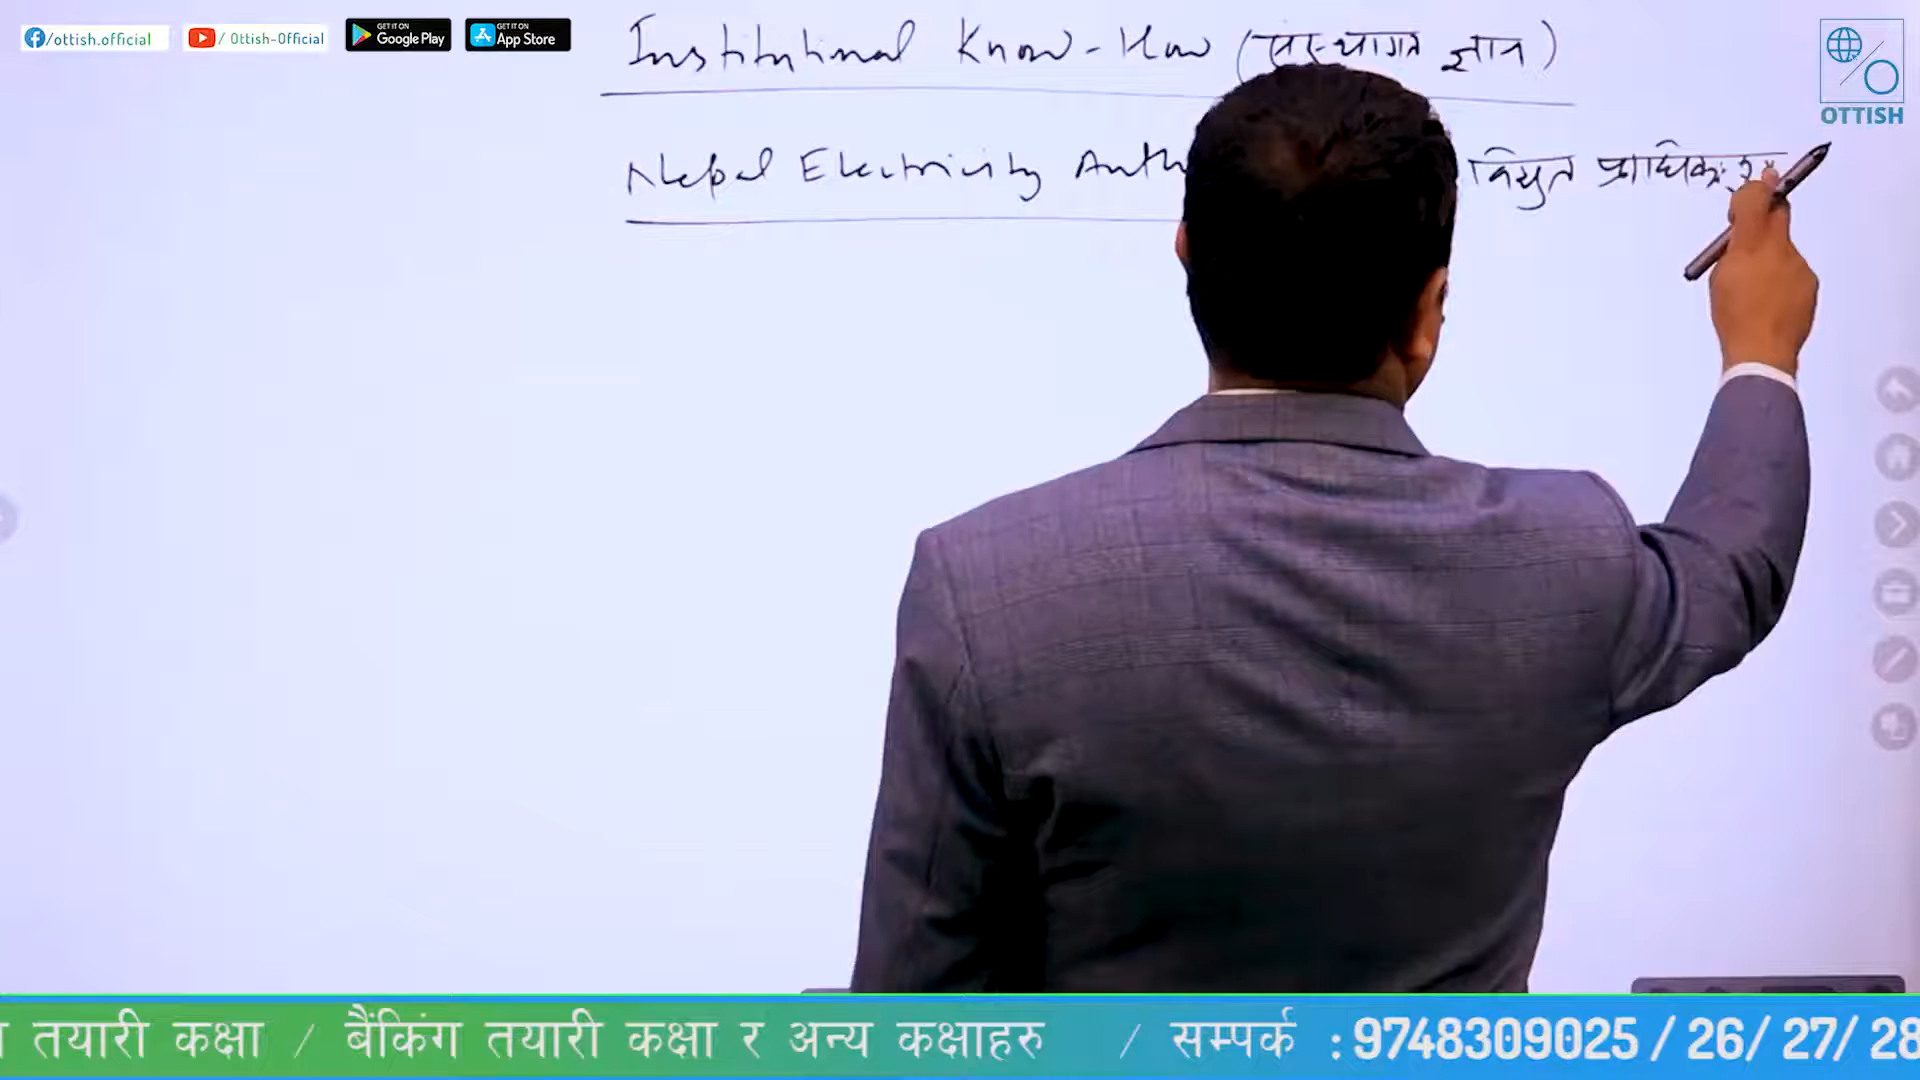 /ottish.official / Ottish-Official GET IT ON Google Play GET IT ON App Store
OTTISH
Institutional Know-How (संस्थागत ज्ञान)
Nepal Electricity Auth विद्युत प्राधिकर
तयारी कक्षा / बैंकिंग तयारी कक्षा र अन्य कक्षाहरु / सम्पर्क : 9748309025 / 26/ 27/ 28